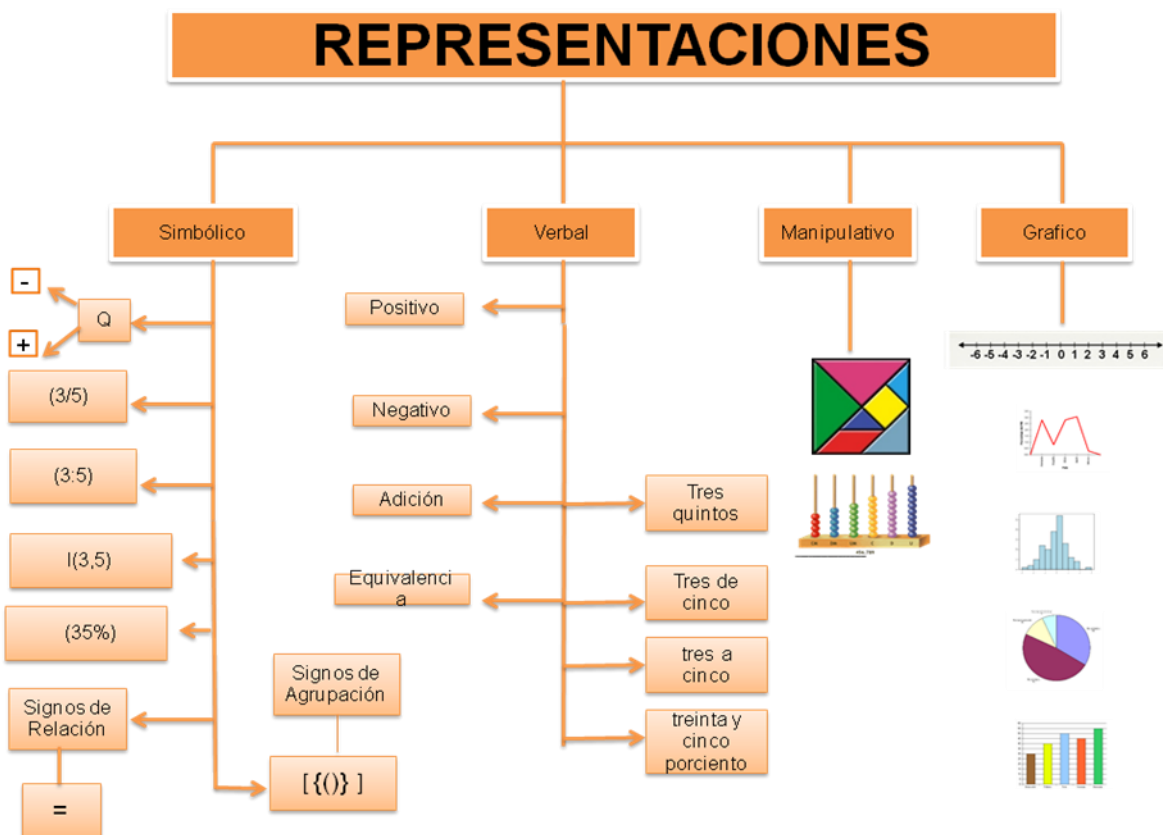 REPRESENTACIONES
Simbólico
Verbal
Manipulativo
Grafico
-
Q
+
(3/5)
(3:5)
I(3,5)
(35%)
Signos de
Relación
=
Signos de
Agrupación
[ {()} ]
Positivo
Negativo
Adición
Equivalenci
a
Tres
quintos
Tres de
cinco
tres a
cinco
treinta y
cinco
porciento
-6 -5 -4 -3 -2 -1 0 1 2 3 4 5 6